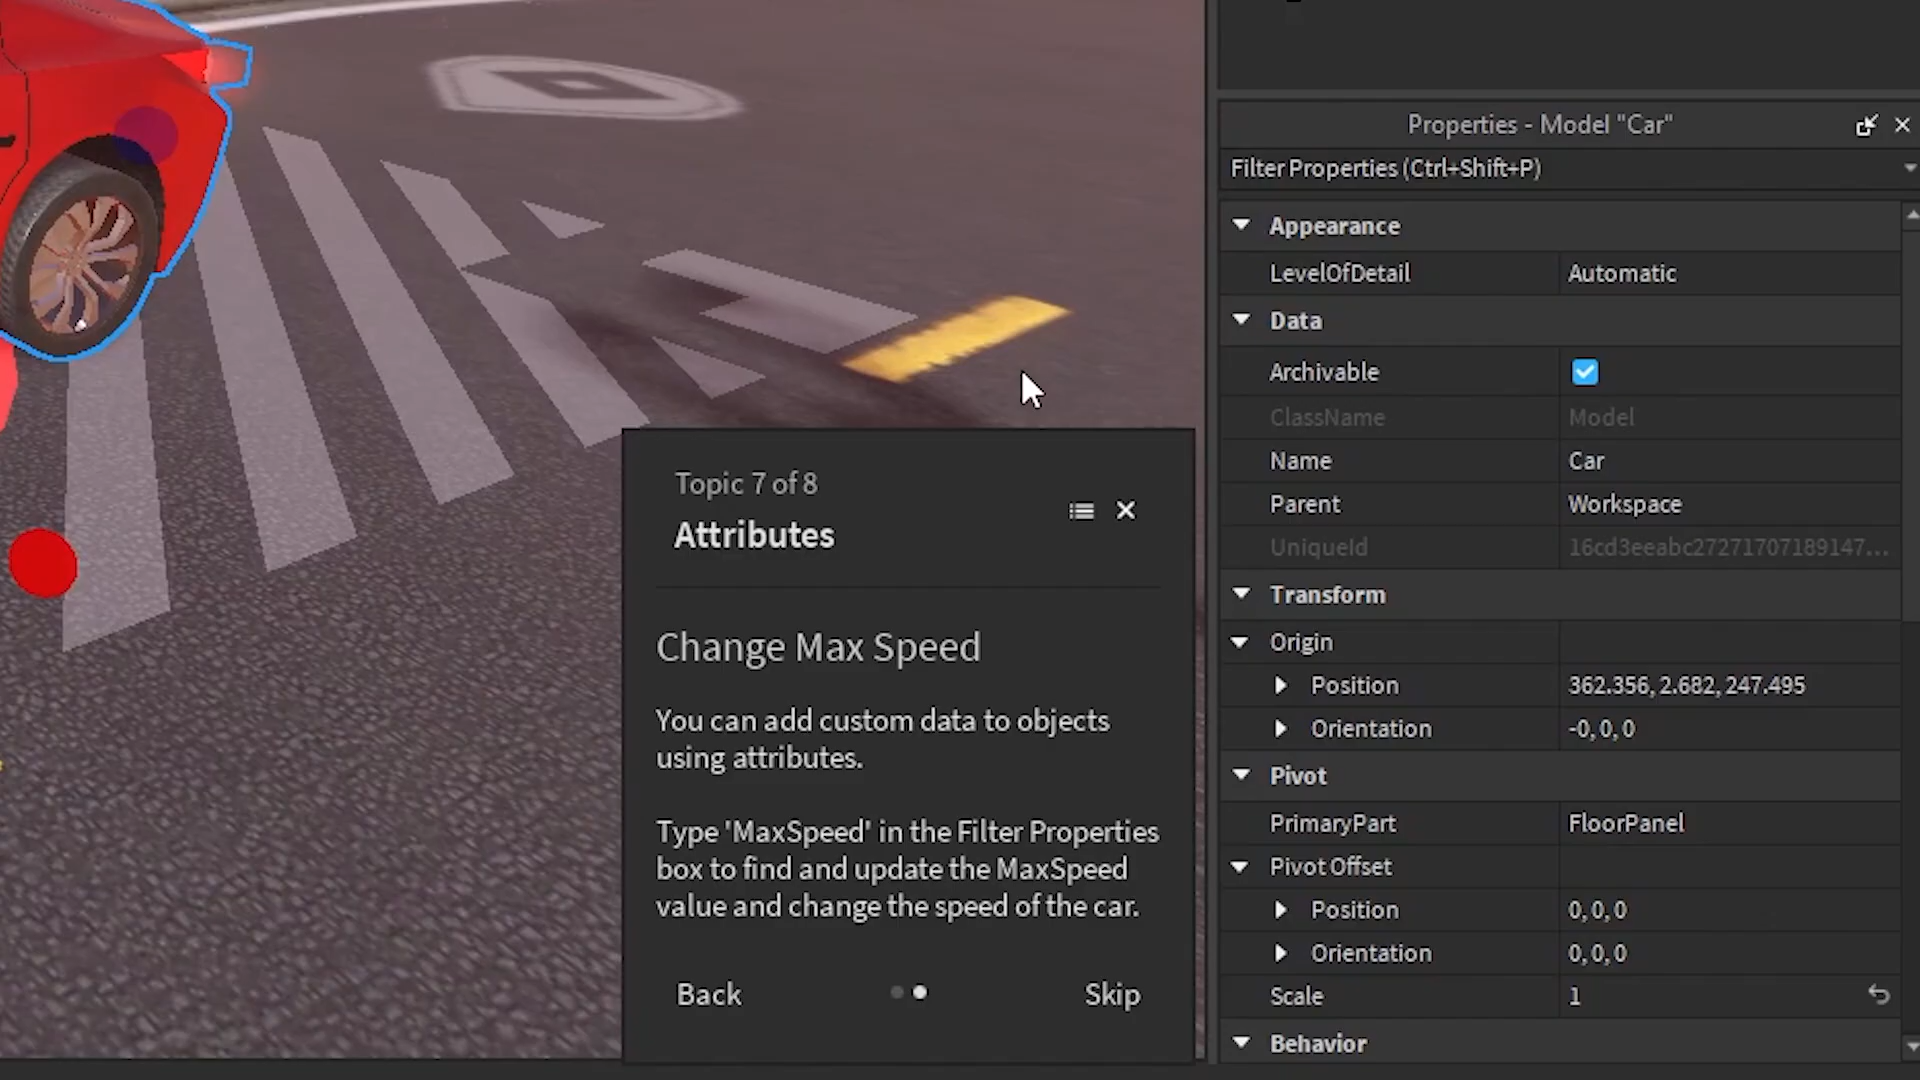 Properties - Model "Car"
Filter Properties (Ctrl+Shift+P)
Appearance
LevelOfDetail Automatic
Data
Archivable
ClassName Model
Name Car
Parent Workspace
UniqueId 16cd3eeabc27271707189147...
Transform
Origin
Position 362.356, 2.682, 247.495
Orientation -0, 0, 0
Pivot
PrimaryPart FloorPanel
Pivot Offset
Position 0, 0, 0
Orientation 0, 0, 0
Scale 1
Behavior
Topic 7 of 8
Attributes
Change Max Speed
You can add custom data to objects
using attributes.
Type 'MaxSpeed' in the Filter Properties
box to find and update the MaxSpeed
value and change the speed of the car.
Back Skip